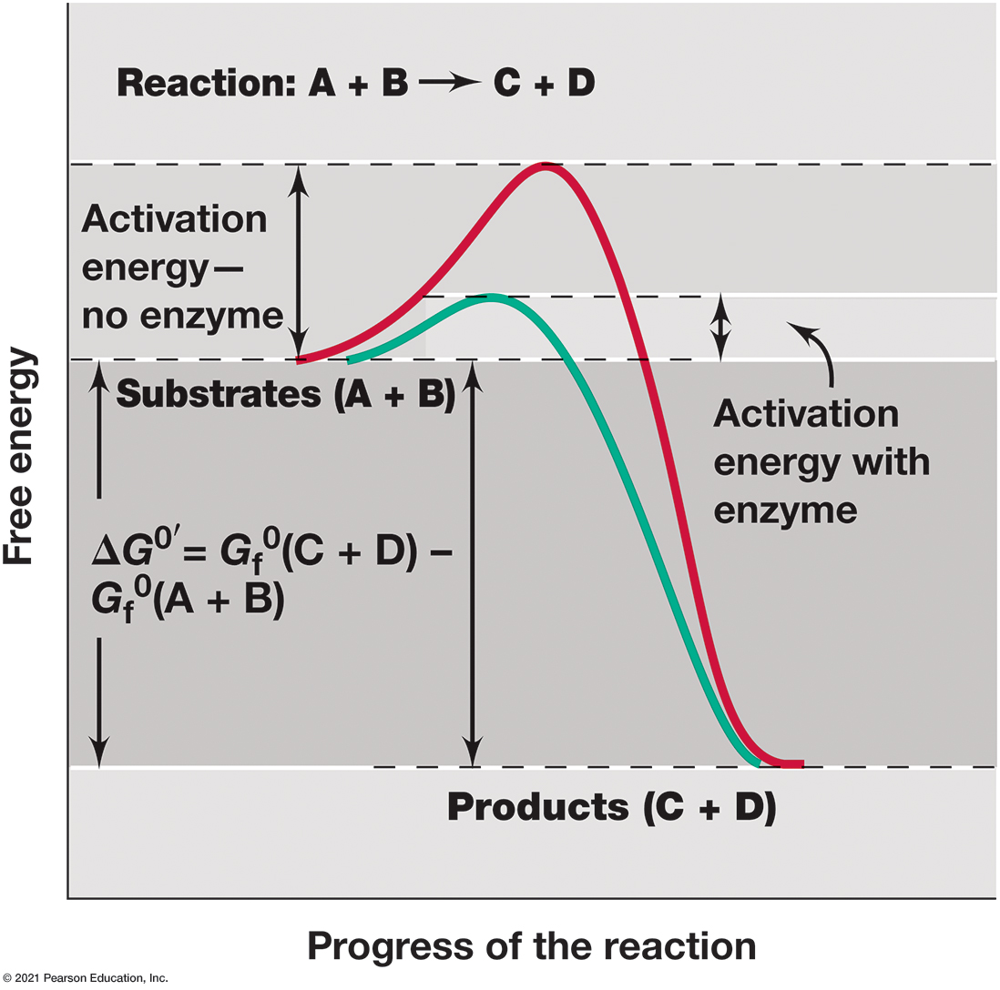 Reaction: A + B → C + D
Activation
energy—
no enzyme
Substrates (A + B)
Activation
energy with
enzyme
ΔG⁰′ = Gf⁰(C + D) –
Gf⁰(A + B)
Products (C + D)
Free energy
Progress of the reaction
© 2021 Pearson Education, Inc.